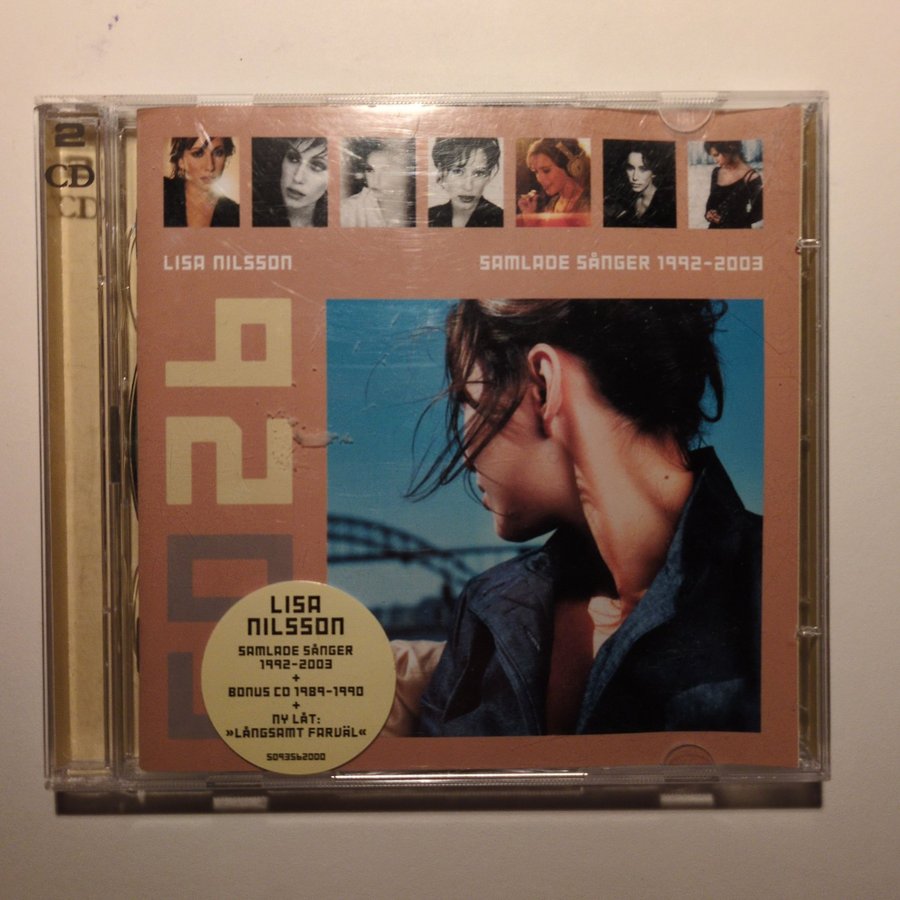 2
CD
LISA NILSSON
SAMLADE SÅNGER 1992-2003
9203
LISA
NILSSON
SAMLADE SÅNGER
1992-2003
+
BONUS CD 1989-1990
+
NY LÅT:
»LÅNGSAMT FARVÄL«
5093562000